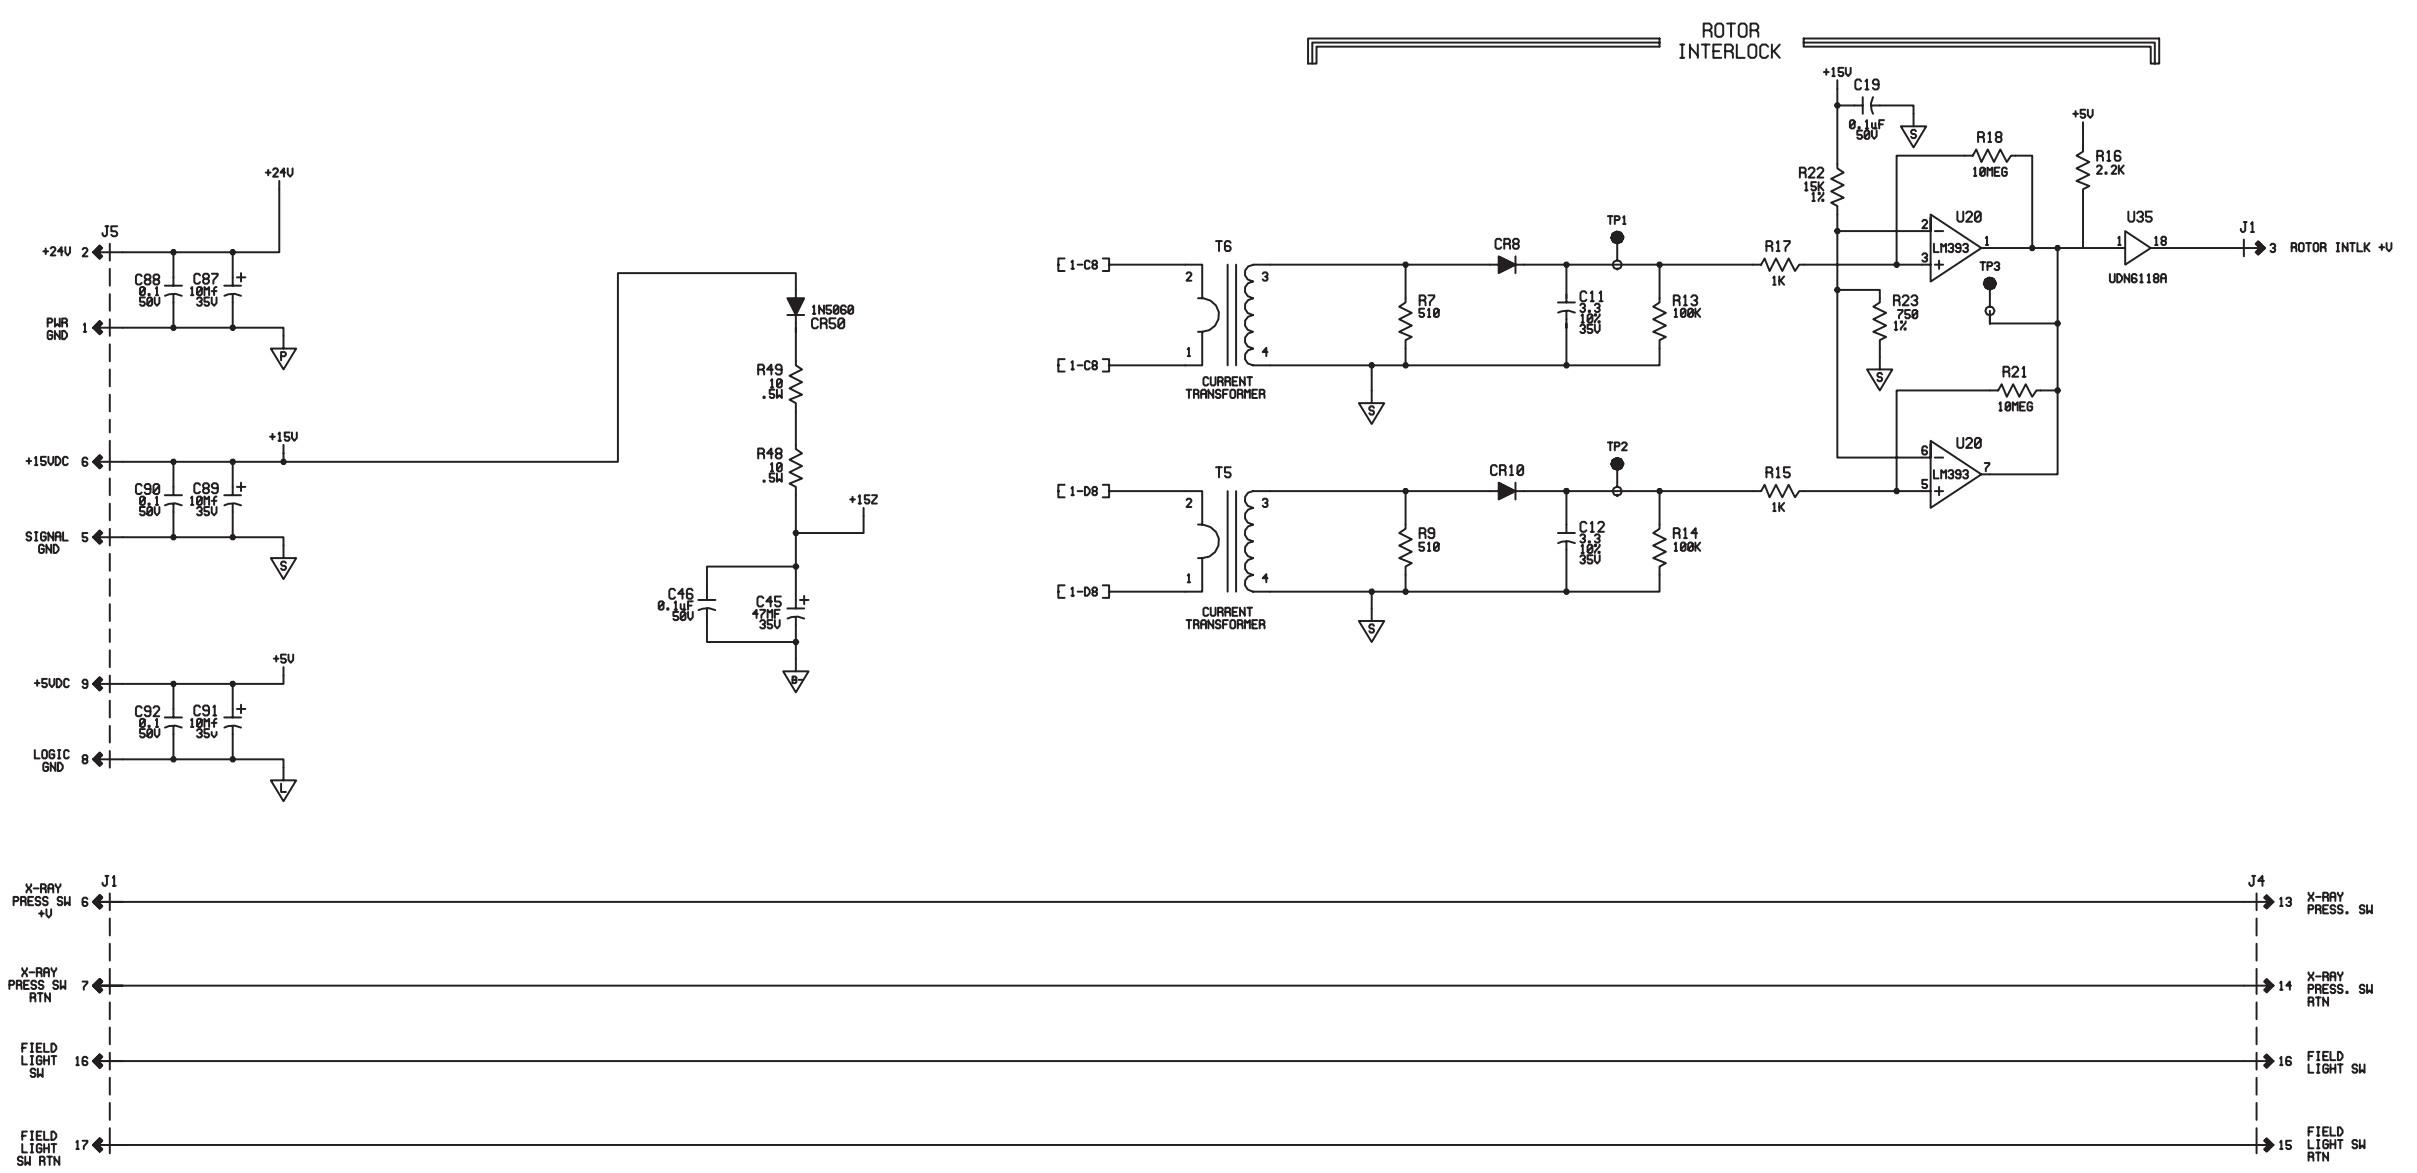 ROTOR
INTERLOCK
+15V
C19
0.1uF
50V
S
+5V
R18
10MEG
R16
2.2K
R22
15K
1%
+24V
J5
+24V 2
C88
0.1
50V
C87
10Mf
35V
+
PWR
GND
1
P
1N5060
CR50
R49
10
.5W
R48
10
.5W
+15Z
C46
0.1uF
50V
C45
47MF
35V
+
B-
+15V
+15VDC 6
C90
0.1
50V
C89
10Mf
35V
+
SIGNAL
GND
5
S
+5V
+5VDC 9
C92
0.1
50V
C91
10Mf
35v
+
LOGIC
GND
8
L
[ 1-C8 ]
[ 1-C8 ]
T6
2
1
3
4
CURRENT
TRANSFORMER
R7
510
S
CR8
C11
3.3
10%
35V
TP1
R13
100K
R17
1K
U20
2
3
LM393
-
+
1
TP3
U35
1
18
UDN6118A
J1
3 ROTOR INTLK +V
R23
750
1%
S
R21
10MEG
[ 1-D8 ]
[ 1-D8 ]
T5
2
1
3
4
CURRENT
TRANSFORMER
R9
510
S
CR10
C12
3.3
10%
35V
TP2
R14
100K
R15
1K
U20
6
5
LM393
-
+
7
J1
X-RAY
PRESS SW 6
+V
X-RAY
PRESS SW 7
RTN
FIELD
LIGHT 16
SW
FIELD
LIGHT 17
SW RTN
J4
13 X-RAY
PRESS. SW
14 X-RAY
PRESS. SW
RTN
16 FIELD
LIGHT SW
15 FIELD
LIGHT SW
RTN